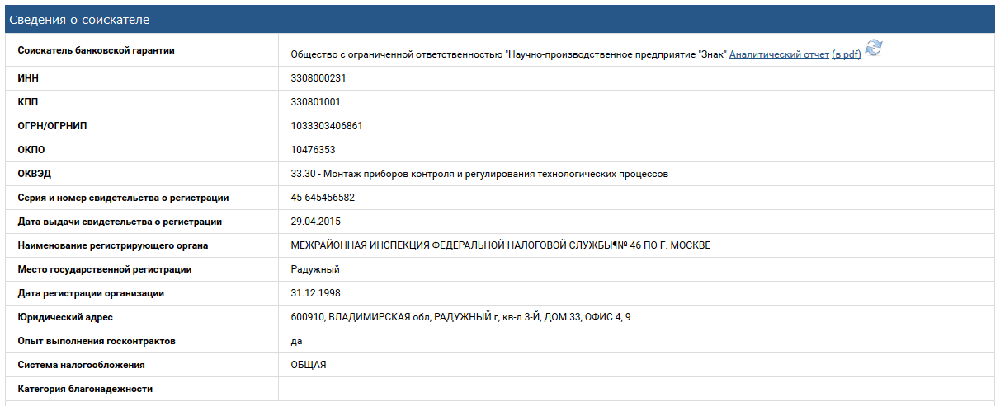 Сведения о соискателе
Соискатель банковской гарантии Общество с ограниченной ответственностью "Научно-производственное предприятие "Знак" Аналитический отчет (в pdf)
ИНН 3308000231
КПП 330801001
ОГРН/ОГРНИП 1033303406861
ОКПО 10476353
ОКВЭД 33.30 - Монтаж приборов контроля и регулирования технологических процессов
Серия и номер свидетельства о регистрации 45-645456582
Дата выдачи свидетельства о регистрации 29.04.2015
Наименование регистрирующего органа МЕЖРАЙОННАЯ ИНСПЕКЦИЯ ФЕДЕРАЛЬНОЙ НАЛОГОВОЙ СЛУЖБЫ¶№ 46 ПО Г. МОСКВЕ
Место государственной регистрации Радужный
Дата регистрации организации 31.12.1998
Юридический адрес 600910, ВЛАДИМИРСКАЯ обл, РАДУЖНЫЙ г, кв-л 3-Й, ДОМ 33, ОФИС 4, 9
Опыт выполнения госконтрактов да
Система налогообложения ОБЩАЯ
Категория благонадежности